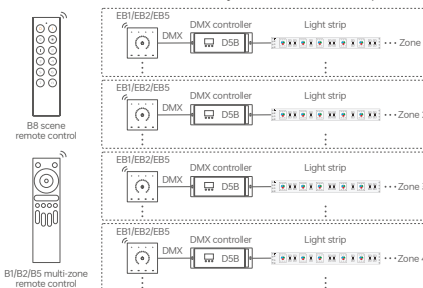 EB1/EB2/EB5
DMX controller
Light strip
DMX
D5B
Zone
B8 scene
remote control
EB1/EB2/EB5
DMX controller
Light strip
DMX
D5B
Zone
EB1/EB2/EB5
DMX controller
Light strip
DMX
D5B
Zone
B1/B2/B5 multi-zone
remote control
EB1/EB2/EB5
DMX controller
Light strip
DMX
D5B
Zone 4